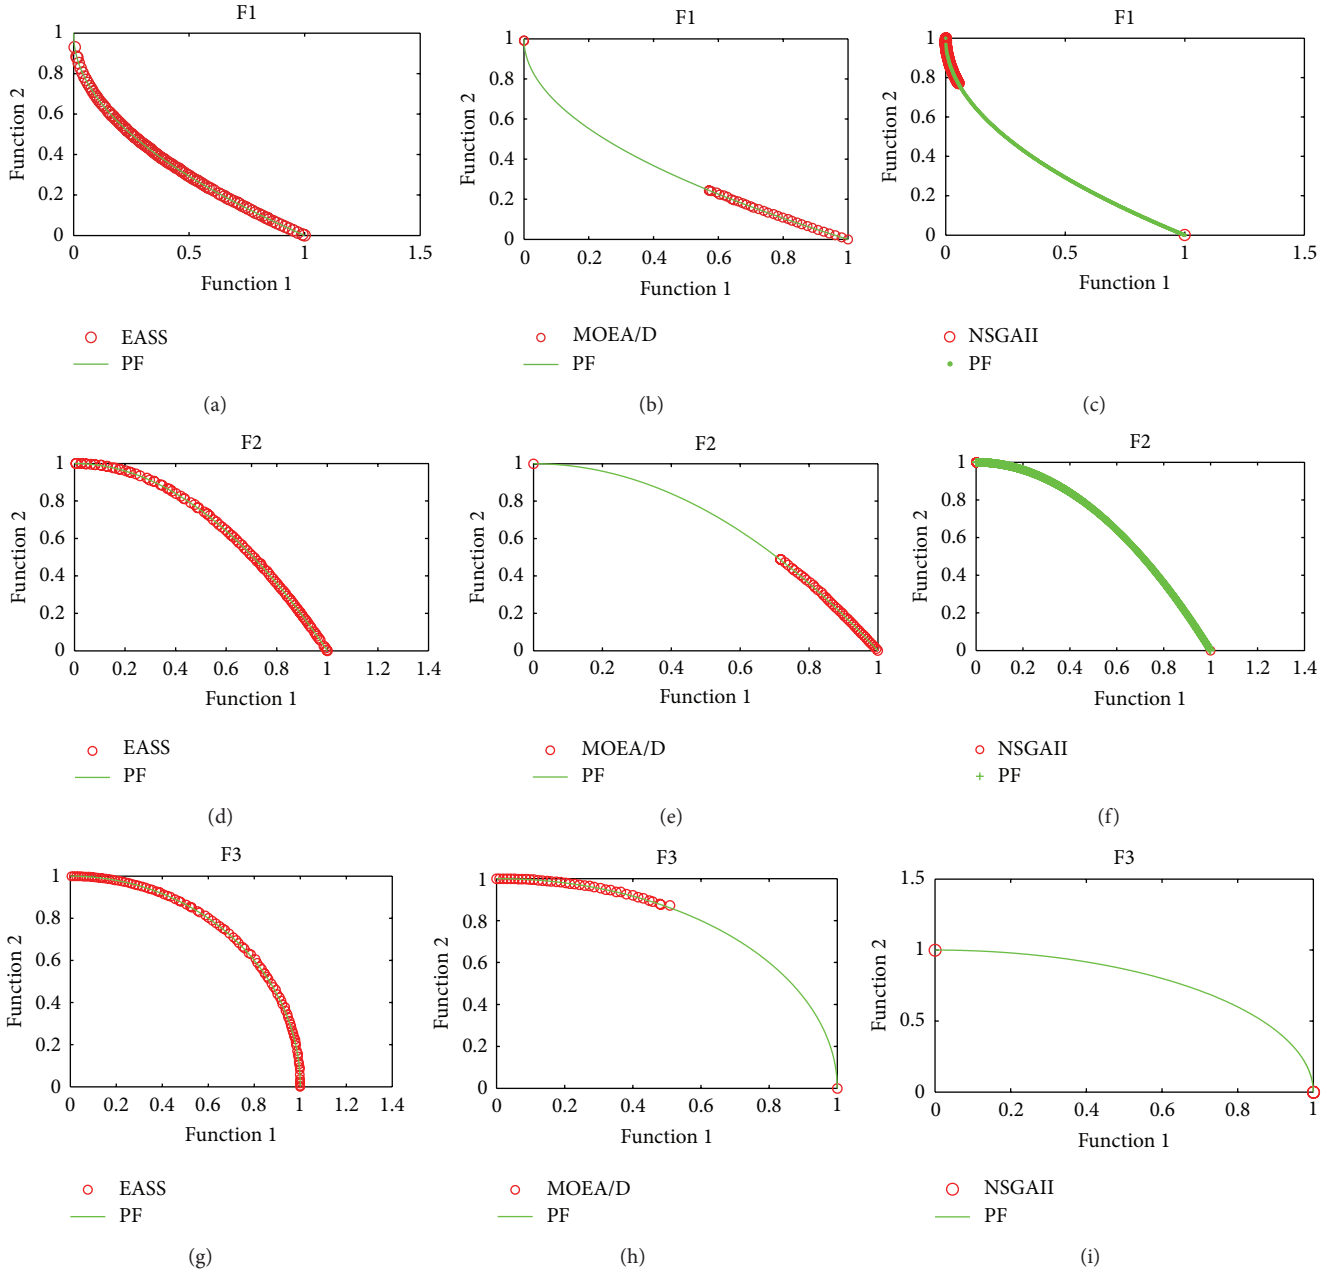 F1
1
0.8
0.6
0.4
0.2
0
0 0.5 1 1.5
Function 2
Function 1
EASS
PF
(a)
F1
1
0.8
0.6
0.4
0.2
0
0 0.2 0.4 0.6 0.8 1
Function 2
Function 1
MOEA/D
PF
(b)
F1
1
0.8
0.6
0.4
0.2
0
0 0.5 1 1.5
Function 2
Function 1
NSGAII
PF
(c)
F2
1
0.8
0.6
0.4
0.2
0
0 0.2 0.4 0.6 0.8 1 1.2 1.4
Function 2
Function 1
EASS
PF
(d)
F2
1
0.8
0.6
0.4
0.2
0
0 0.2 0.4 0.6 0.8 1
Function 2
Function 1
MOEA/D
PF
(e)
F2
1
0.8
0.6
0.4
0.2
0
0 0.2 0.4 0.6 0.8 1 1.2 1.4
Function 2
Function 1
NSGAII
PF
(f)
F3
1
0.8
0.6
0.4
0.2
0
0 0.2 0.4 0.6 0.8 1 1.2 1.4
Function 2
Function 1
EASS
PF
(g)
F3
1
0.8
0.6
0.4
0.2
0
0 0.2 0.4 0.6 0.8 1
Function 2
Function 1
MOEA/D
PF
(h)
F3
1.5
1
0.5
0
0 0.2 0.4 0.6 0.8 1
Function 2
Function 1
NSGAII
PF
(i)